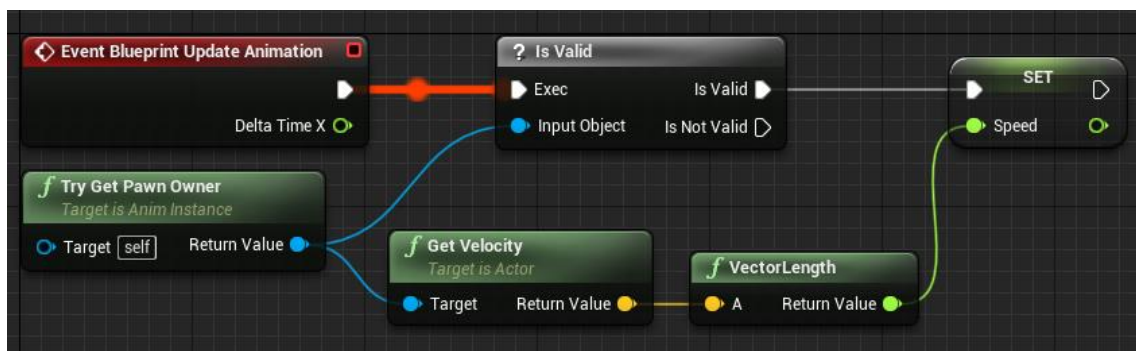 Event Blueprint Update Animation
Delta Time X
? Is Valid
Exec
Is Valid
Input Object
Is Not Valid
SET
Speed
f Try Get Pawn Owner
Target is Anim Instance
Target self
Return Value
f Get Velocity
Target is Actor
Target
Return Value
f VectorLength
A
Return Value